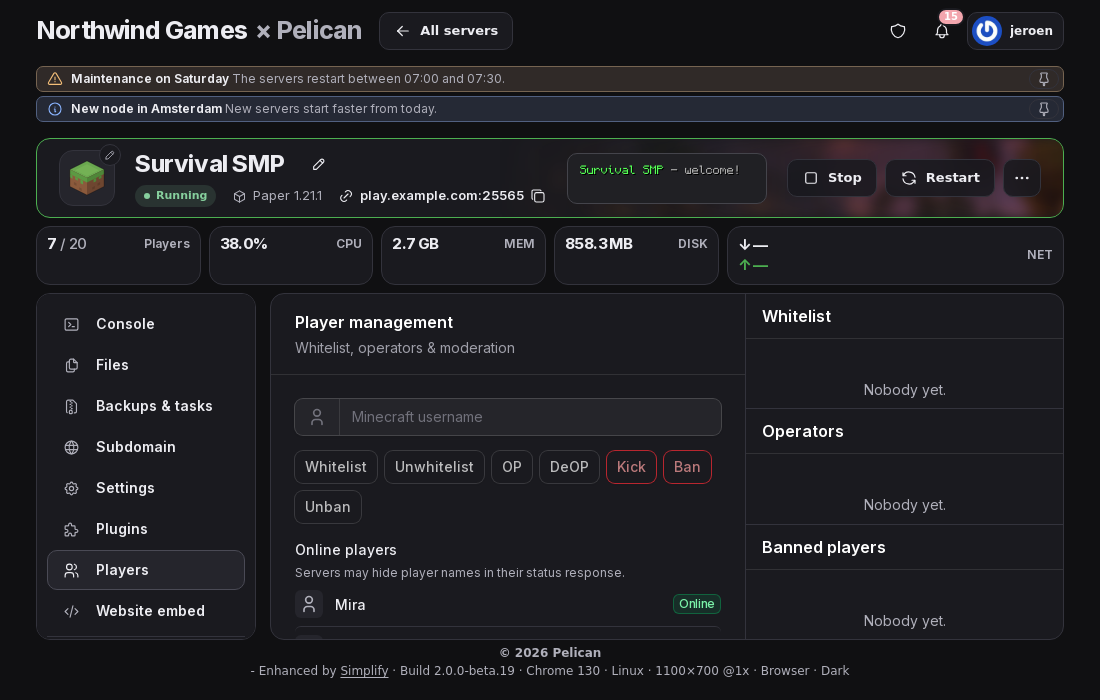 Northwind Games × Pelican
All servers
15
jeroen
Maintenance on Saturday The servers restart between 07:00 and 07:30.
New node in Amsterdam New servers start faster from today.
Survival SMP
Running
Paper 1.21.1
play.example.com:25565
Survival SMP — welcome!
Stop
Restart
7 / 20 Players
38.0% CPU
2.7 GB MEM
858.3 MB DISK
↓—
↑—
NET
Console
Files
Backups & tasks
Subdomain
Settings
Plugins
Players
Website embed
Player management
Whitelist, operators & moderation
Minecraft username
Whitelist Unwhitelist OP DeOP Kick Ban
Unban
Online players
Servers may hide player names in their status response.
Mira Online
Whitelist
Nobody yet.
Operators
Nobody yet.
Banned players
Nobody yet.
© 2026 Pelican
- Enhanced by Simplify · Build 2.0.0-beta.19 · Chrome 130 · Linux · 1100×700 @1x · Browser · Dark